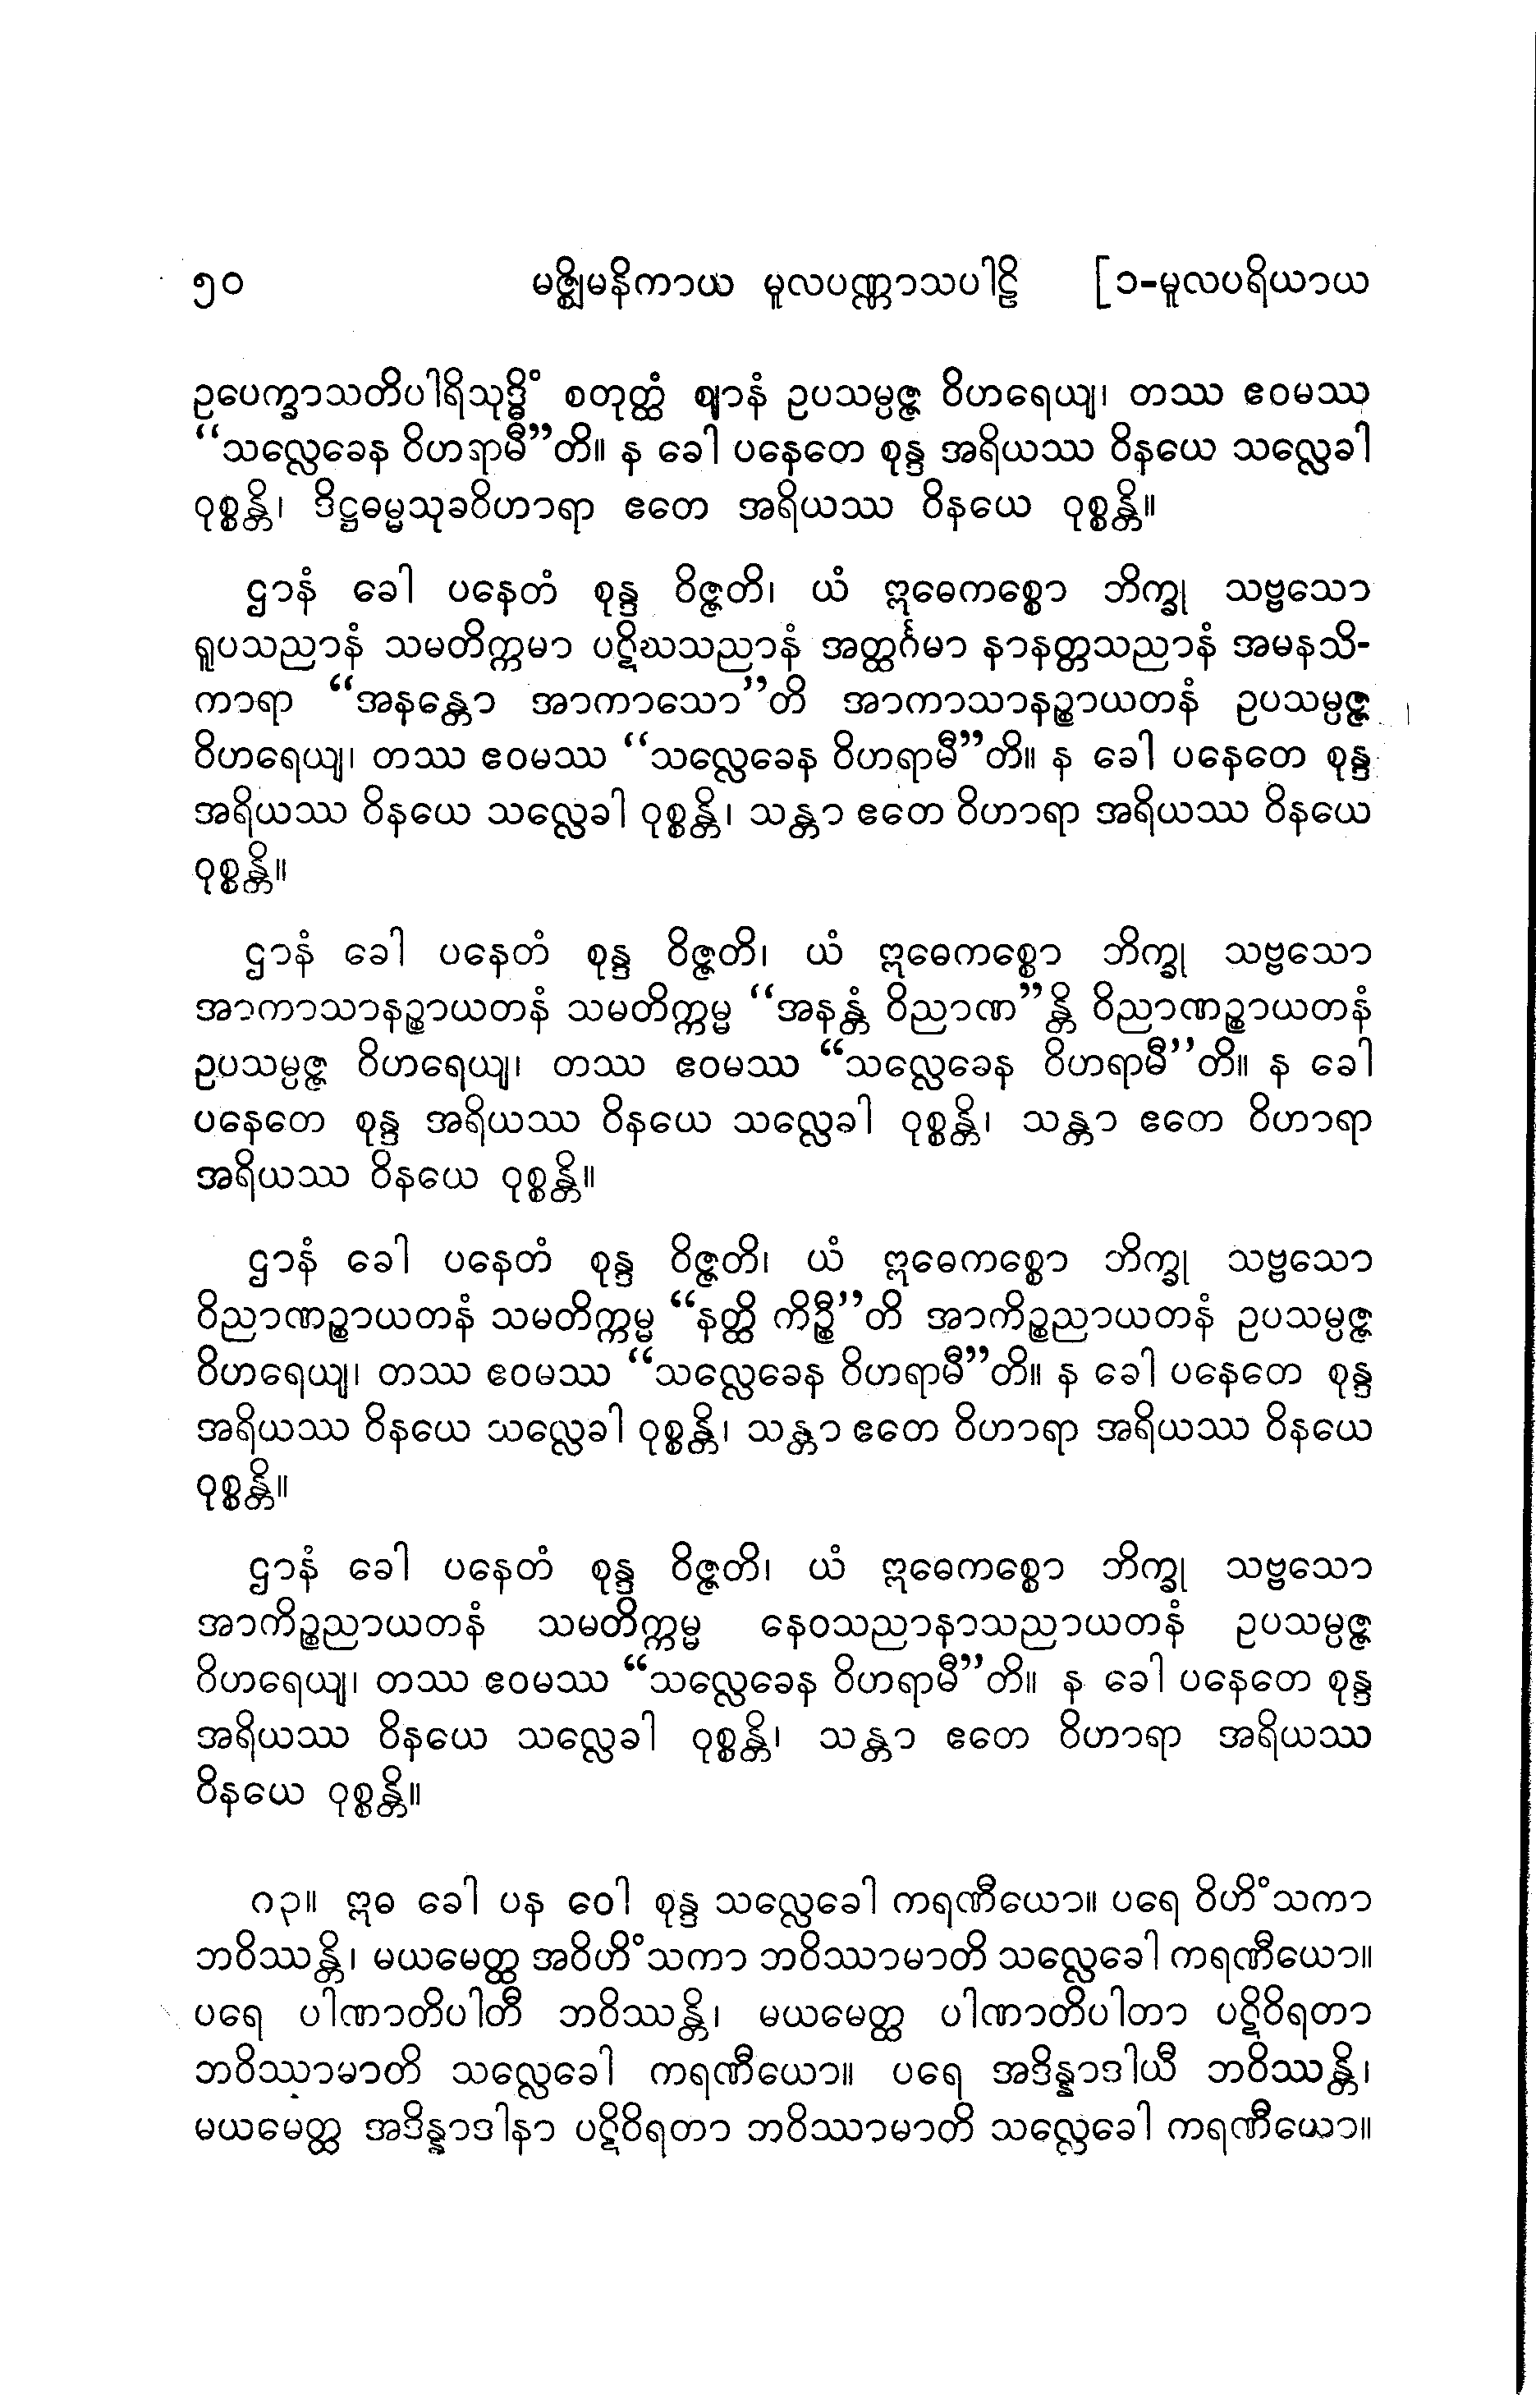 ၅၀ မဇ္ဈိမနိကာယ မူလပဏ္ဏာသပါဠိ [၁-မူလပရိယာယ
ဥပေက္ခာသတိပါရိသုဒ္ဓိံ စတုတ္ထံ ဈာနံ ဥပသမ္ပဇ္ဇ ဝိဟရေယျ၊ တဿ ဧဝမဿ
“သလ္လေခေန ဝိဟရာမီ”တိ။ န ခေါ ပနေတေ စုန္ဒ အရိယဿ ဝိနယေ သလ္လေခါ
ဝုစ္စန္တိ၊ ဒိဋ္ဌဓမ္မသုခဝိဟာရာ ဧတေ အရိယဿ ဝိနယေ ဝုစ္စန္တိ။
ဌာနံ ခေါ ပနေတံ စုန္ဒ ဝိဇ္ဇတိ၊ ယံ ဣဓေကစ္စော ဘိက္ခု သဗ္ဗသော
ရူပသညာနံ သမတိက္ကမာ ပဋိဃသညာနံ အတ္ထင်္ဂမာ နာနတ္တသညာနံ အမနသိ-
ကာရာ “အနန္တော အာကာသော”တိ အာကာသာနဉ္စာယတနံ ဥပသမ္ပဇ္ဇ
ဝိဟရေယျ၊ တဿ ဧဝမဿ “သလ္လေခေန ဝိဟရာမီ”တိ။ န ခေါ ပနေတေ စုန္ဒ
အရိယဿ ဝိနယေ သလ္လေခါ ဝုစ္စန္တိ၊ သန္တာ ဧတေ ဝိဟာရာ အရိယဿ ဝိနယေ
ဝုစ္စန္တိ။
ဌာနံ ခေါ ပနေတံ စုန္ဒ ဝိဇ္ဇတိ၊ ယံ ဣဓေကစ္စော ဘိက္ခု သဗ္ဗသော
အာကာသာနဉ္စာယတနံ သမတိက္ကမ္မ “အနန္တံ ဝိညာဏ”န္တိ ဝိညာဏဉ္စာယတနံ
ဥပသမ္ပဇ္ဇ ဝိဟရေယျ၊ တဿ ဧဝမဿ “သလ္လေခေန ဝိဟရာမီ”တိ။ န ခေါ
ပနေတေ စုန္ဒ အရိယဿ ဝိနယေ သလ္လေခါ ဝုစ္စန္တိ၊ သန္တာ ဧတေ ဝိဟာရာ
အရိယဿ ဝိနယေ ဝုစ္စန္တိ။
ဌာနံ ခေါ ပနေတံ စုန္ဒ ဝိဇ္ဇတိ၊ ယံ ဣဓေကစ္စော ဘိက္ခု သဗ္ဗသော
ဝိညာဏဉ္စာယတနံ သမတိက္ကမ္မ “နတ္ထိ ကိဉ္စီ”တိ အာကိဉ္စညာယတနံ ဥပသမ္ပဇ္ဇ
ဝိဟရေယျ၊ တဿ ဧဝမဿ “သလ္လေခေန ဝိဟရာမီ”တိ။ န ခေါ ပနေတေ စုန္ဒ
အရိယဿ ဝိနယေ သလ္လေခါ ဝုစ္စန္တိ၊ သန္တာ ဧတေ ဝိဟာရာ အရိယဿ ဝိနယေ
ဝုစ္စန္တိ။
ဌာနံ ခေါ ပနေတံ စုန္ဒ ဝိဇ္ဇတိ၊ ယံ ဣဓေကစ္စော ဘိက္ခု သဗ္ဗသော
အာကိဉ္စညာယတနံ သမတိက္ကမ္မ နေဝသညာနာသညာယတနံ ဥပသမ္ပဇ္ဇ
ဝိဟရေယျ၊ တဿ ဧဝမဿ “သလ္လေခေန ဝိဟရာမီ”တိ။ န ခေါ ပနေတေ စုန္ဒ
အရိယဿ ဝိနယေ သလ္လေခါ ဝုစ္စန္တိ၊ သန္တာ ဧတေ ဝိဟာရာ အရိယဿ
ဝိနယေ ဝုစ္စန္တိ။
၈၃။ ဣဓ ခေါ ပန ဝေါ စုန္ဒ သလ္လေခေါ ကရဏီယော။ ပရေ ဝိဟိံသကာ
ဘဝိဿန္တိ၊ မယမေတ္ထ အဝိဟိံသကာ ဘဝိဿာမာတိ သလ္လေခေါ ကရဏီယော။
ပရေ ပါဏာတိပါတီ ဘဝိဿန္တိ၊ မယမေတ္ထ ပါဏာတိပါတာ ပဋိဝိရတာ
ဘဝိဿာမာတိ သလ္လေခေါ ကရဏီယော။ ပရေ အဒိန္နာဒါယီ ဘဝိဿန္တိ၊
မယမေတ္ထ အဒိန္နာဒါနာ ပဋိဝိရတာ ဘဝိဿာမာတိ သလ္လေခေါ ကရဏီယော။